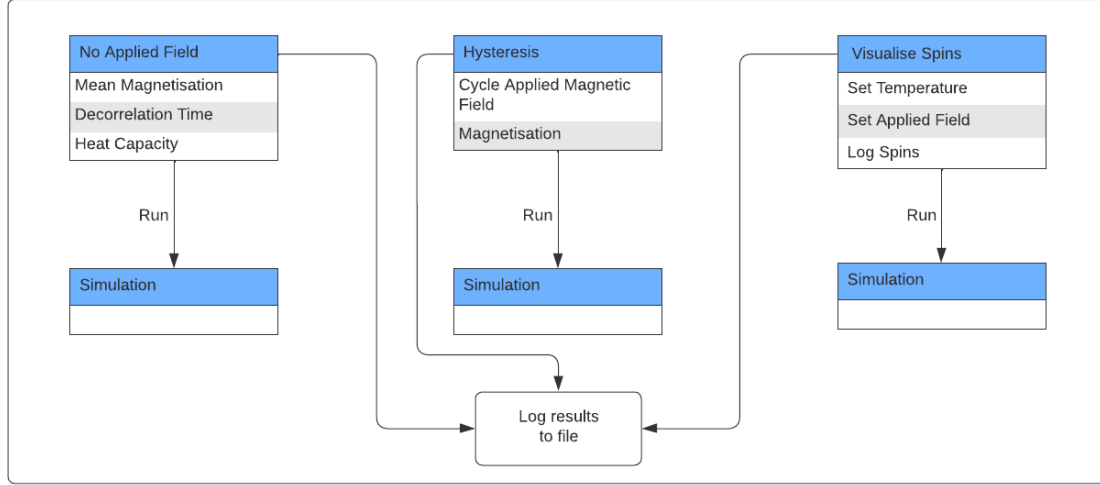 No Applied Field
Mean Magnetisation
Decorrelation Time
Heat Capacity
Run
Simulation
Hysteresis
Cycle Applied Magnetic
Field
Magnetisation
Run
Simulation
Visualise Spins
Set Temperature
Set Applied Field
Log Spins
Run
Simulation
Log results
to file